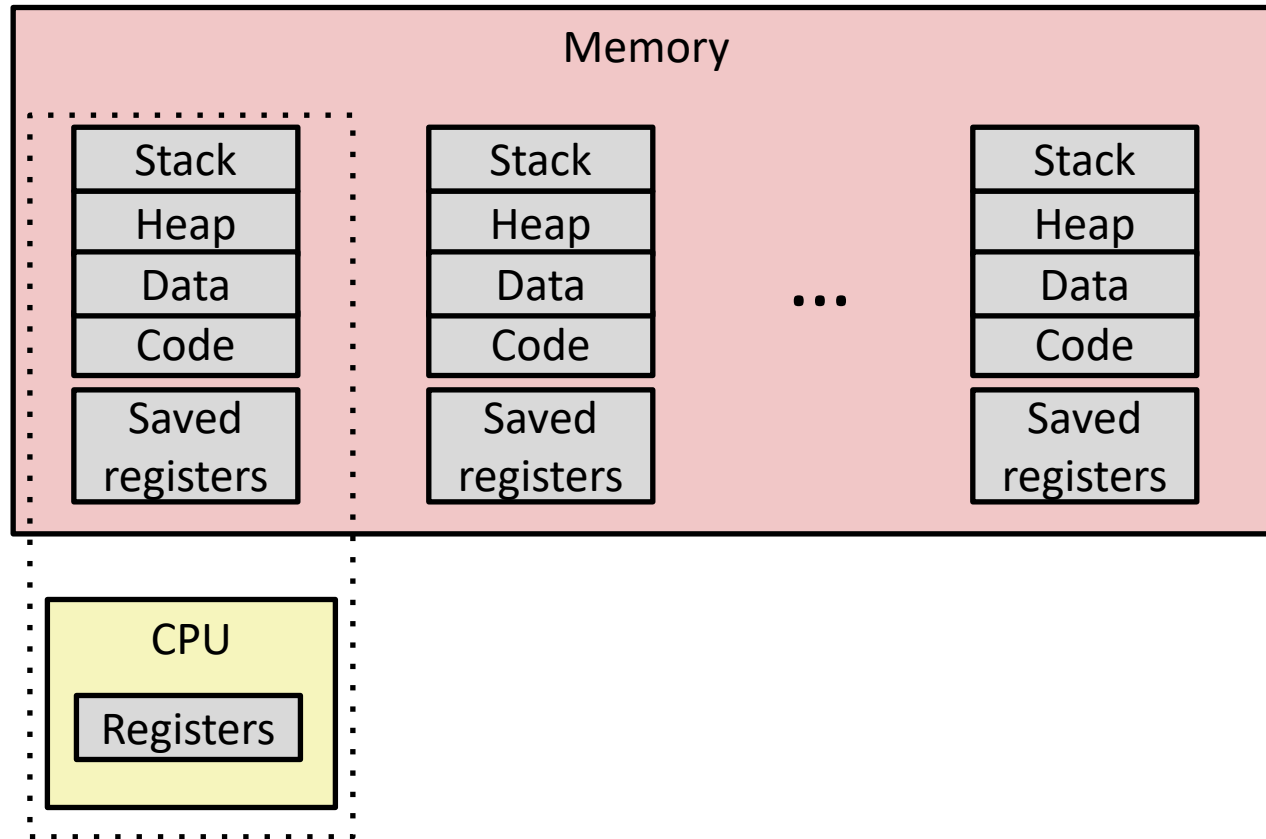 Memory
Stack
Heap
Data
Code
Saved
registers
Stack
Heap
Data
Code
Saved
registers
...
Stack
Heap
Data
Code
Saved
registers
CPU
Registers